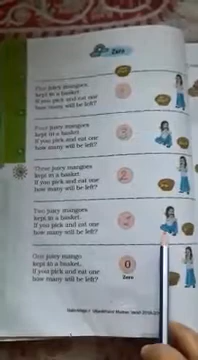 Zero
Five juicy mangoes
kept in a basket
If you pick and eat one
how many will be left?
4
Four juicy mangoes
kept in a basket.
If you pick and eat one
how many will be left?
3
Three juicy mangoes
kept in a basket
If you pick and eat one
how many will be left?
2
Two juicy mangoes
kept in a basket.
If you pick and eat one
how many will be left?
One juicy mango
kept in a basket.
If you pick and eat one
how many will be left?
0
Zero